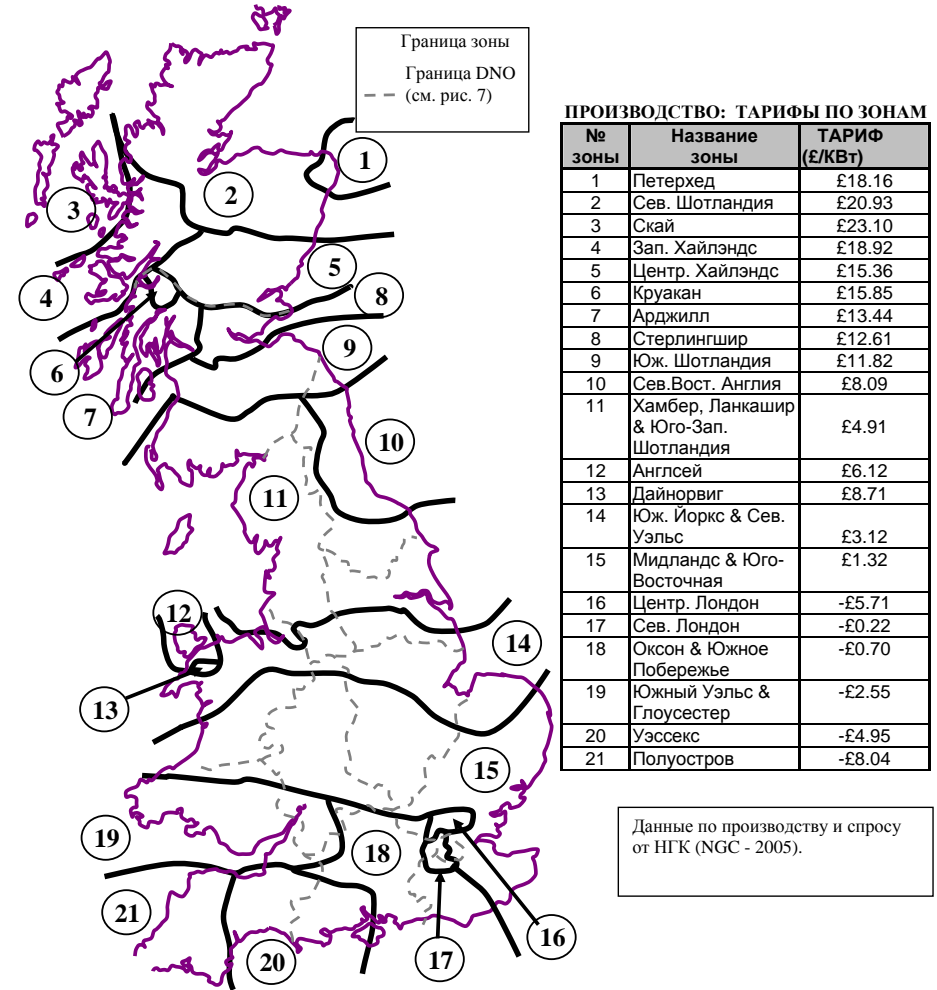 Граница зоны
Граница DNO
(см. рис. 7)
1
2
3
4
5
6
7
8
9
10
11
12
13
14
15
16
17
18
19
20
21
ПРОИЗВОДСТВО: ТАРИФЫ ПО ЗОНАМ
№ зоны Название зоны ТАРИФ (£/КВт)
1 Петерхед £18.16
2 Сев. Шотландия £20.93
3 Скай £23.10
4 Зап. Хайлэндс £18.92
5 Центр. Хайлэндс £15.36
6 Круакан £15.85
7 Арджилл £13.44
8 Стерлингшир £12.61
9 Юж. Шотландия £11.82
10 Сев.Вост. Англия £8.09
11 Хамбер, Ланкашир
& Юго-Зап. £4.91
Шотландия
12 Англсей £6.12
13 Дайнорвиг £8.71
14 Юж. Йоркс & Сев.
Уэльс £3.12
15 Мидландс & Юго- £1.32
Восточная
16 Центр. Лондон -£5.71
17 Сев. Лондон -£0.22
18 Оксон & Южное -£0.70
Побережье
19 Южный Уэльс & -£2.55
Глоусестер
20 Уэссекс -£4.95
21 Полуостров -£8.04
Данные по производству и спросу
от НГК (NGC - 2005).